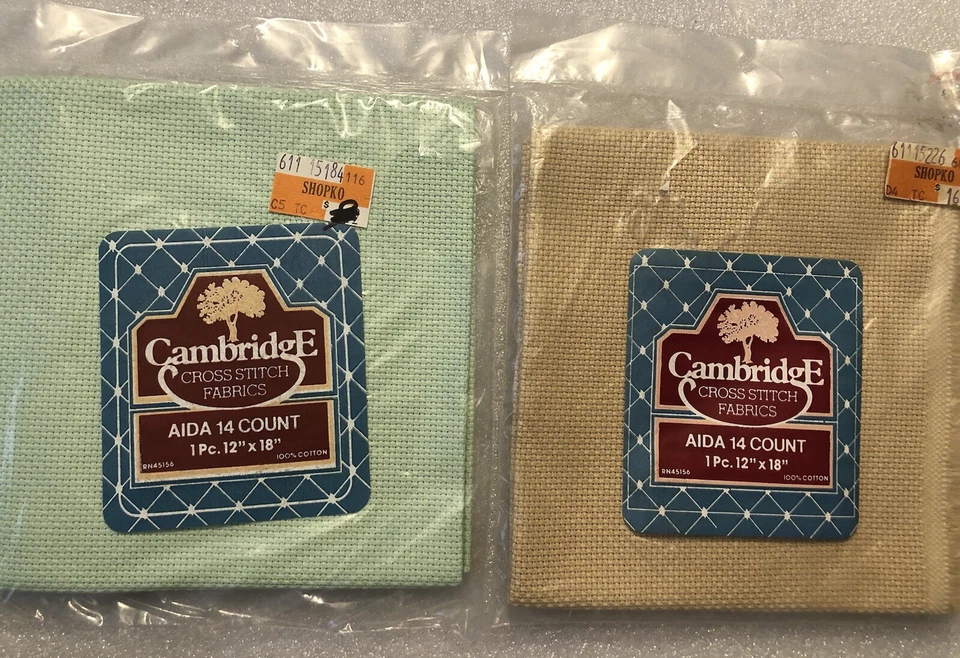 611 15184 116
SHOPKO
C5 TC $
CambridgE
CROSS STITCH
FABRICS
AIDA 14 COUNT
1 Pc. 12" x 18"
RN45156
100% COTTON
611 15226
SHOPKO
D4 TC $ 16
CambridgE
CROSS STITCH
FABRICS
AIDA 14 COUNT
1 Pc. 12" x 18"
RN45156
100% COTTON